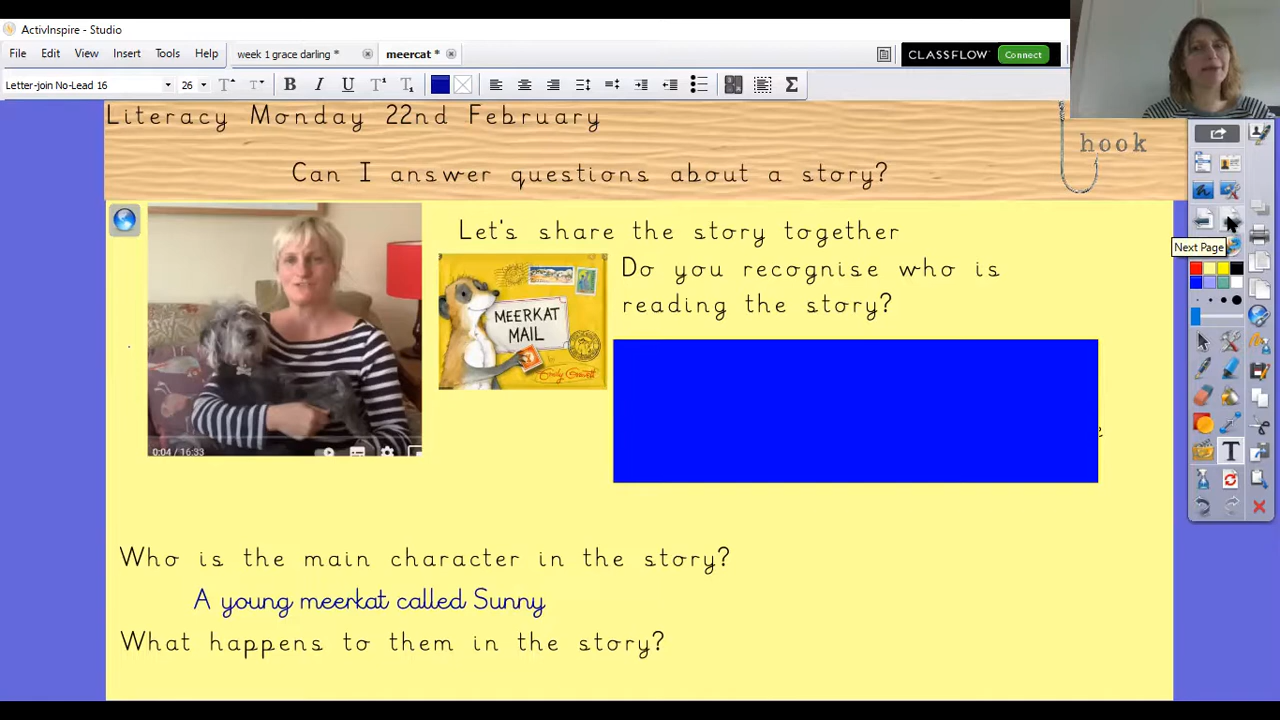 ActivInspire - Studio
File Edit View Insert Tools Help
week 1 grace darling *
meercat *
CLASSFLOW Connect
Letter-join No-Lead 16
26
Literacy Monday 22nd February
hook
Can I answer questions about a story?
Next Page
Let's share the story together
Do you recognise who is
reading the story?
MEERKAT
MAIL
Emily Gravett
0:04 / 16:33
Who is the main character in the story?
A young meerkat called Sunny
What happens to them in the story?